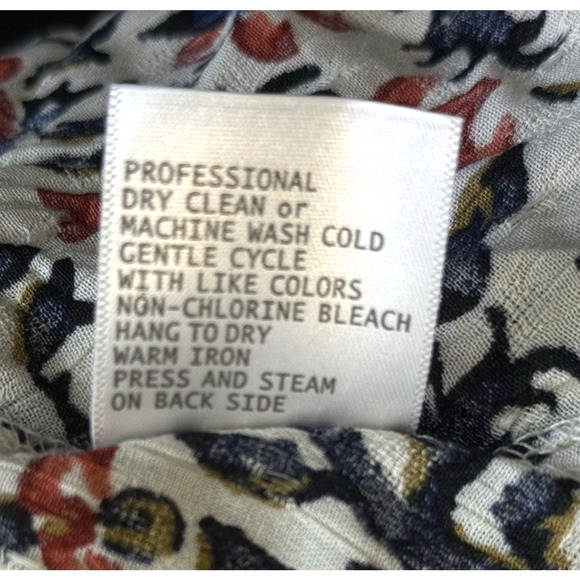 PROFESSIONAL
DRY CLEAN or
MACHINE WASH COLD
GENTLE CYCLE
WITH LIKE COLORS
NON-CHLORINE BLEACH
HANG TO DRY
WARM IRON
PRESS AND STEAM
ON BACK SIDE